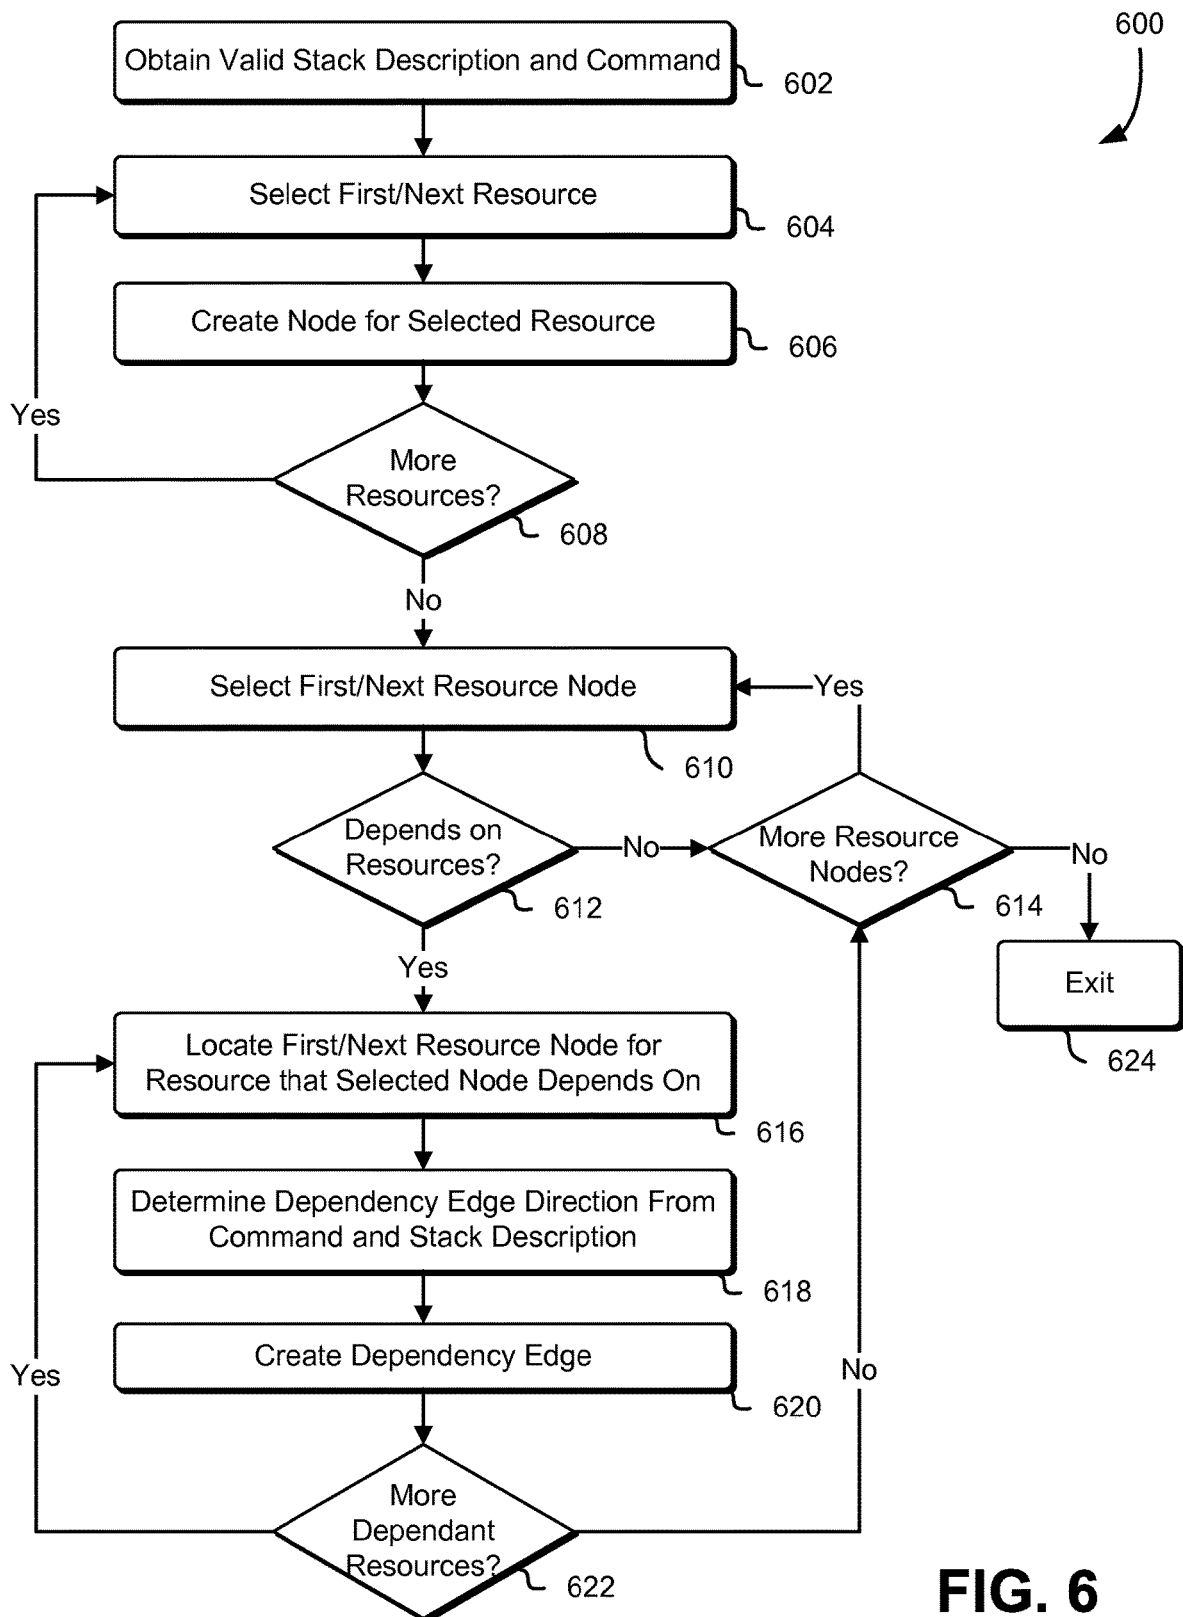 600
Obtain Valid Stack Description and Command
602
Select First/Next Resource
604
Create Node for Selected Resource
606
Yes
More
Resources?
608
No
Select First/Next Resource Node
Yes
610
Depends on
Resources?
612
No
More Resource
Nodes?
614
No
Exit
624
Yes
Locate First/Next Resource Node for
Resource that Selected Node Depends On
616
Determine Dependency Edge Direction From
Command and Stack Description
618
Create Dependency Edge
620
Yes
No
More
Dependant
Resources?
622
FIG. 6